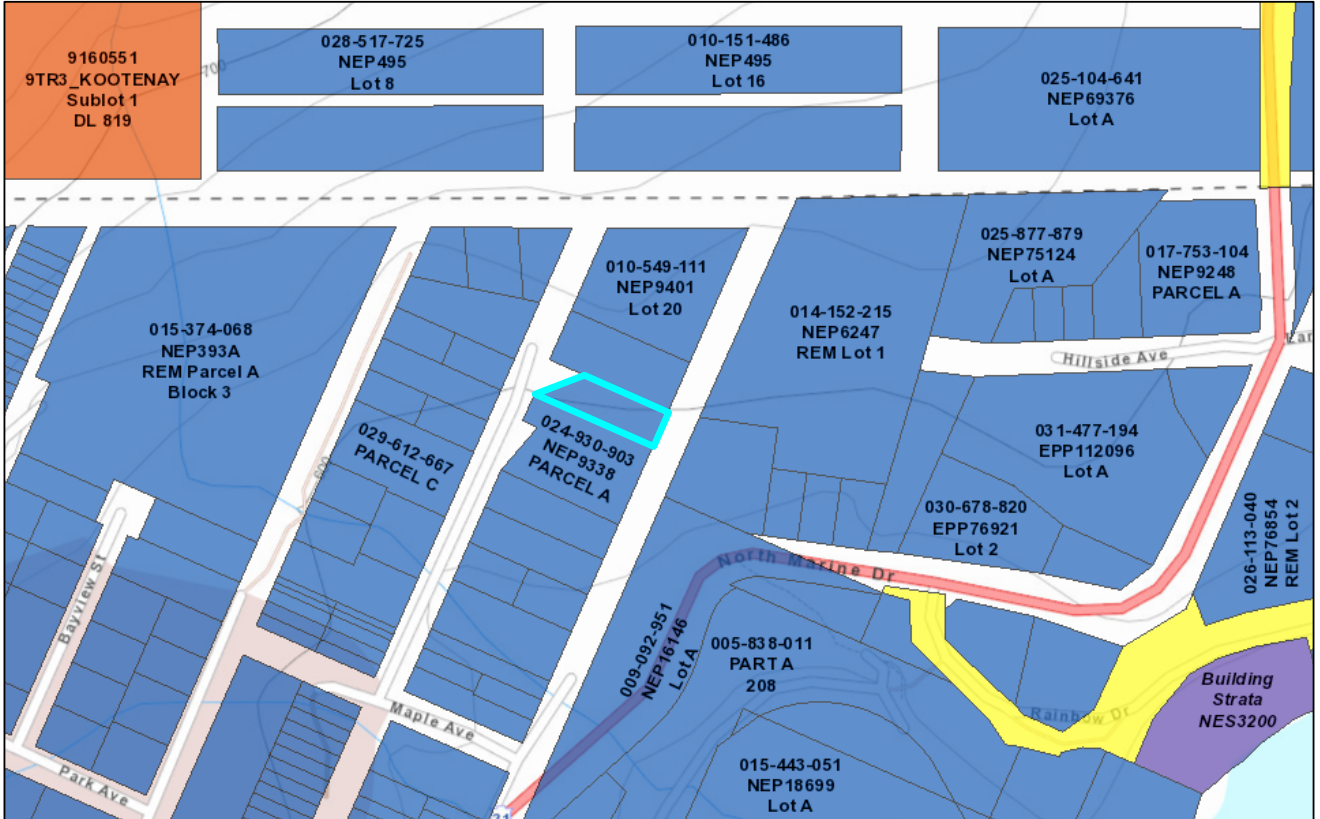 9160551
9TR3_KOOTENAY
Sublot 1
DL 819
700
028-517-725
NEP495
Lot 8
010-151-486
NEP495
Lot 16
025-104-641
NEP69376
Lot A
010-549-111
NEP9401
Lot 20
025-877-879
NEP75124
Lot A
017-753-104
NEP9248
PARCEL A
015-374-068
NEP393A
REM Parcel A
Block 3
014-152-215
NEP6247
REM Lot 1
Hillside Ave
029-612-667
PARCEL C
600
024-930-903
NEP9338
PARCEL A
031-477-194
EPP112096
Lot A
030-678-820
EPP76921
Lot 2
026-113-040
NEP76854
REM Lot 2
North Marine Dr
Bayview St
009-092-951
NEP16146
Lot A
005-838-011
PART A
208
Building
Strata
NES3200
Rainbow Dr
Maple Ave
Park Ave
015-443-051
NEP18699
Lot A
31